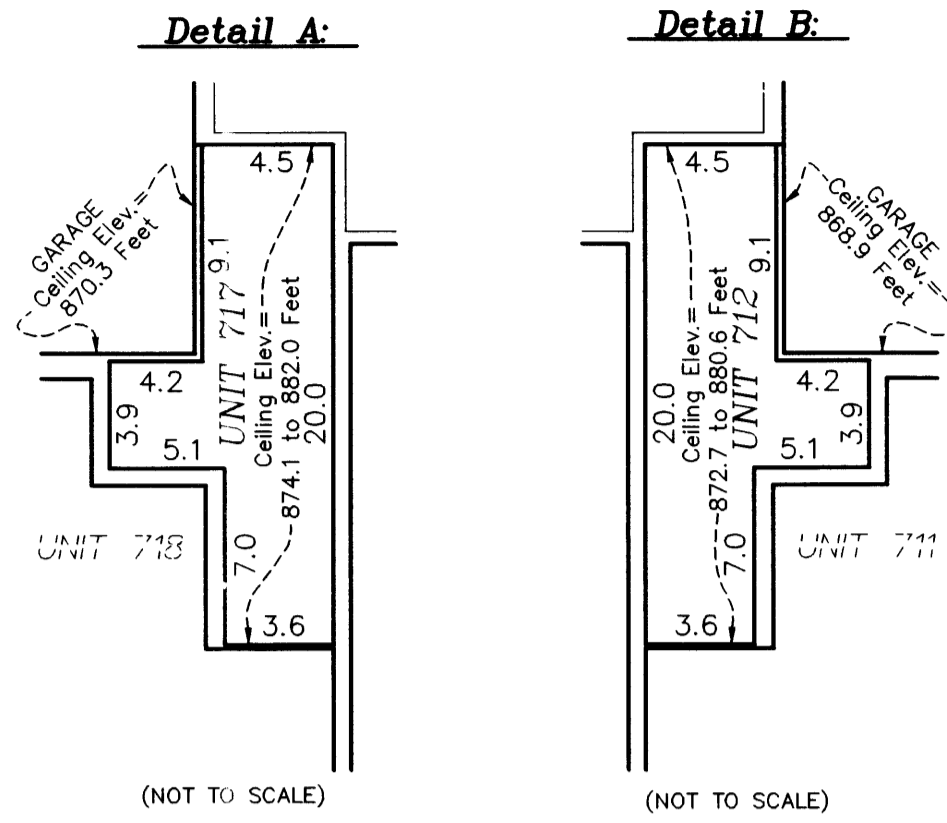 Detail A:
4.5
GARAGE
Ceiling Elev.=
870.3 Feet
9.1
UNIT 717
Ceiling Elev.=
874.1 to 882.0 Feet
20.0
4.2
3.9
5.1
UNIT 718
7.0
3.6
(NOT TO SCALE)
Detail B:
4.5
GARAGE
Ceiling Elev.=
868.9 Feet
9.1
UNIT 712
Ceiling Elev.=
872.7 to 880.6 Feet
20.0
4.2
3.9
5.1
UNIT 711
7.0
3.6
(NOT TO SCALE)